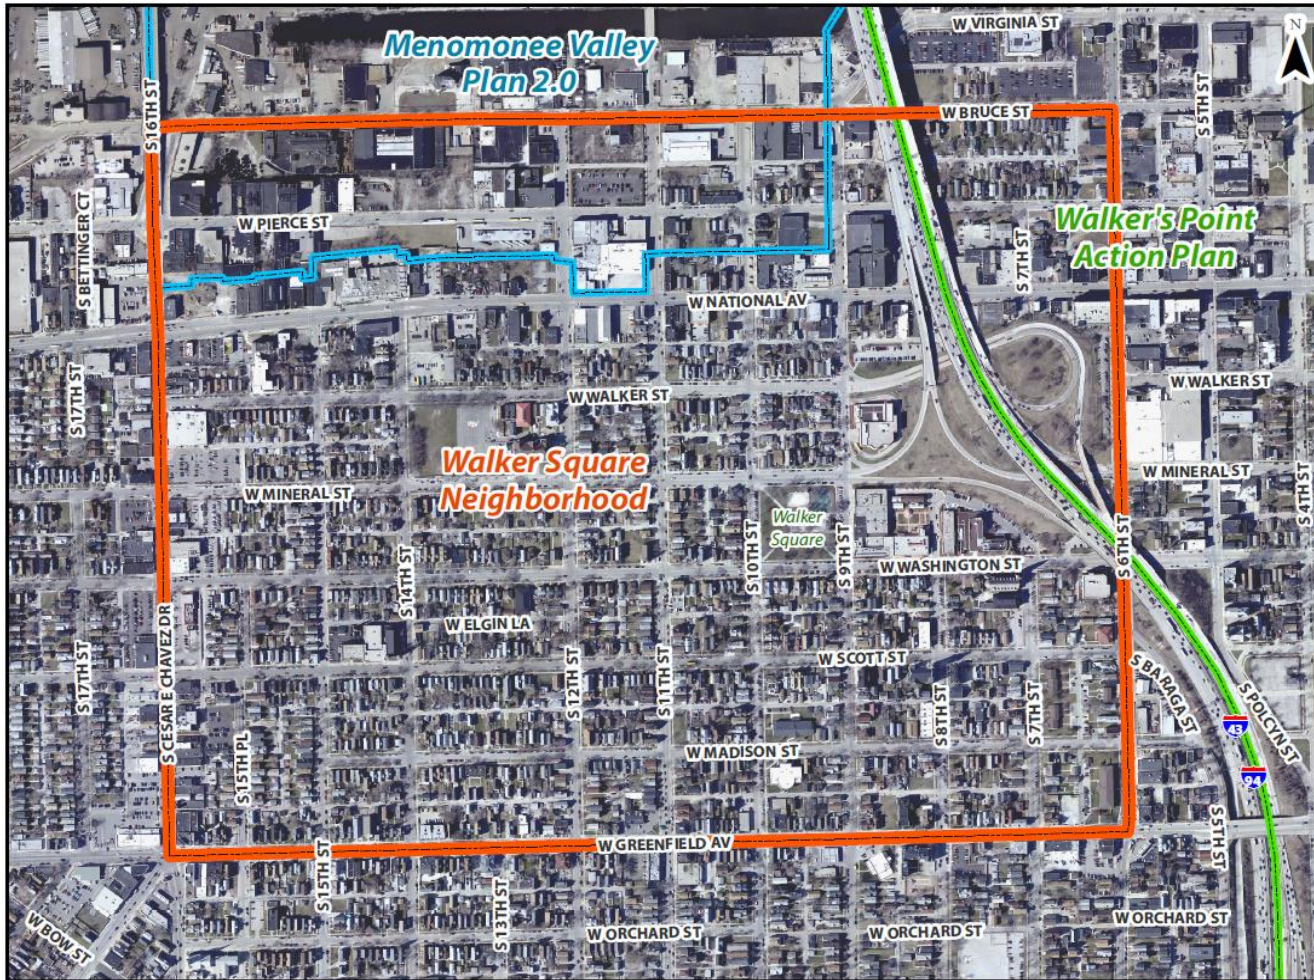 W VIRGINIA ST
N
Menomonee Valley
Plan 2.0
S 16TH ST
W BRUCE ST
S 5TH ST
S BETTINGER CT
W PIERCE ST
Walker's Point
Action Plan
S 7TH ST
W NATIONAL AV
S 17TH ST
W WALKER ST
W WALKER ST
Walker Square
Neighborhood
W MINERAL ST
W MINERAL ST
S 4TH ST
Walker
Square
S 10TH ST
S 9TH ST
S 6TH ST
S 14TH ST
W WASHINGTON ST
W ELGIN LA
S 17TH ST
S CESAR E CHAVEZ DR
S 12TH ST
S 11TH ST
W SCOTT ST
S BARAGA ST
S POLCYN ST
S 8TH ST
S 7TH ST
43
W MADISON ST
S 15TH PL
94
S 5TH ST
W GREENFIELD AV
S 15TH ST
S 13TH ST
W BOW ST
W ORCHARD ST
W ORCHARD ST
W ORCHARD ST